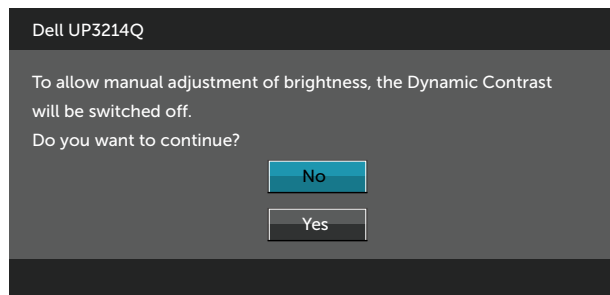 Dell UP3214Q
To allow manual adjustment of brightness, the Dynamic Contrast
will be switched off.
Do you want to continue?
No
Yes